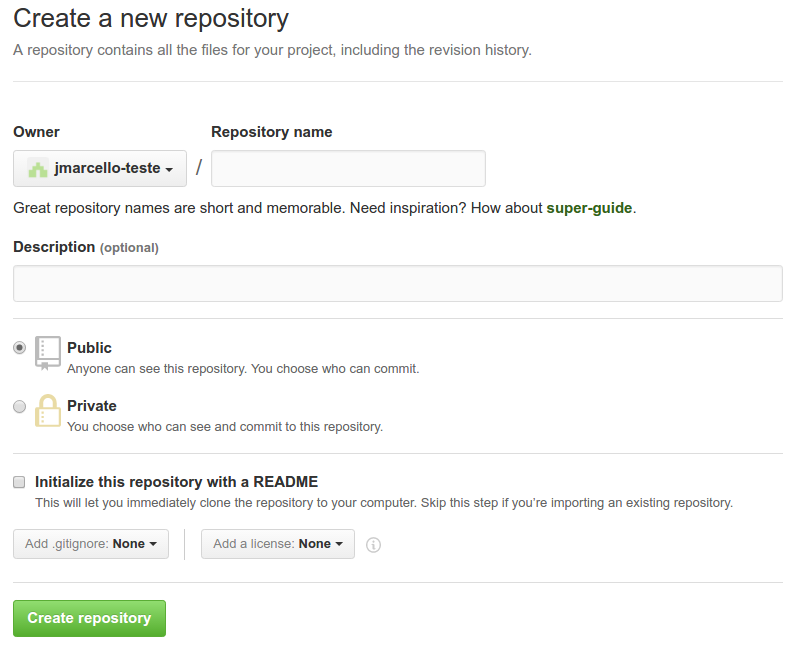 Create a new repository
A repository contains all the files for your project, including the revision history.
Owner Repository name
jmarcello-teste /
Great repository names are short and memorable. Need inspiration? How about super-guide.
Description (optional)
Public
Anyone can see this repository. You choose who can commit.
Private
You choose who can see and commit to this repository.
Initialize this repository with a README
This will let you immediately clone the repository to your computer. Skip this step if you’re importing an existing repository.
Add .gitignore: None Add a license: None
Create repository